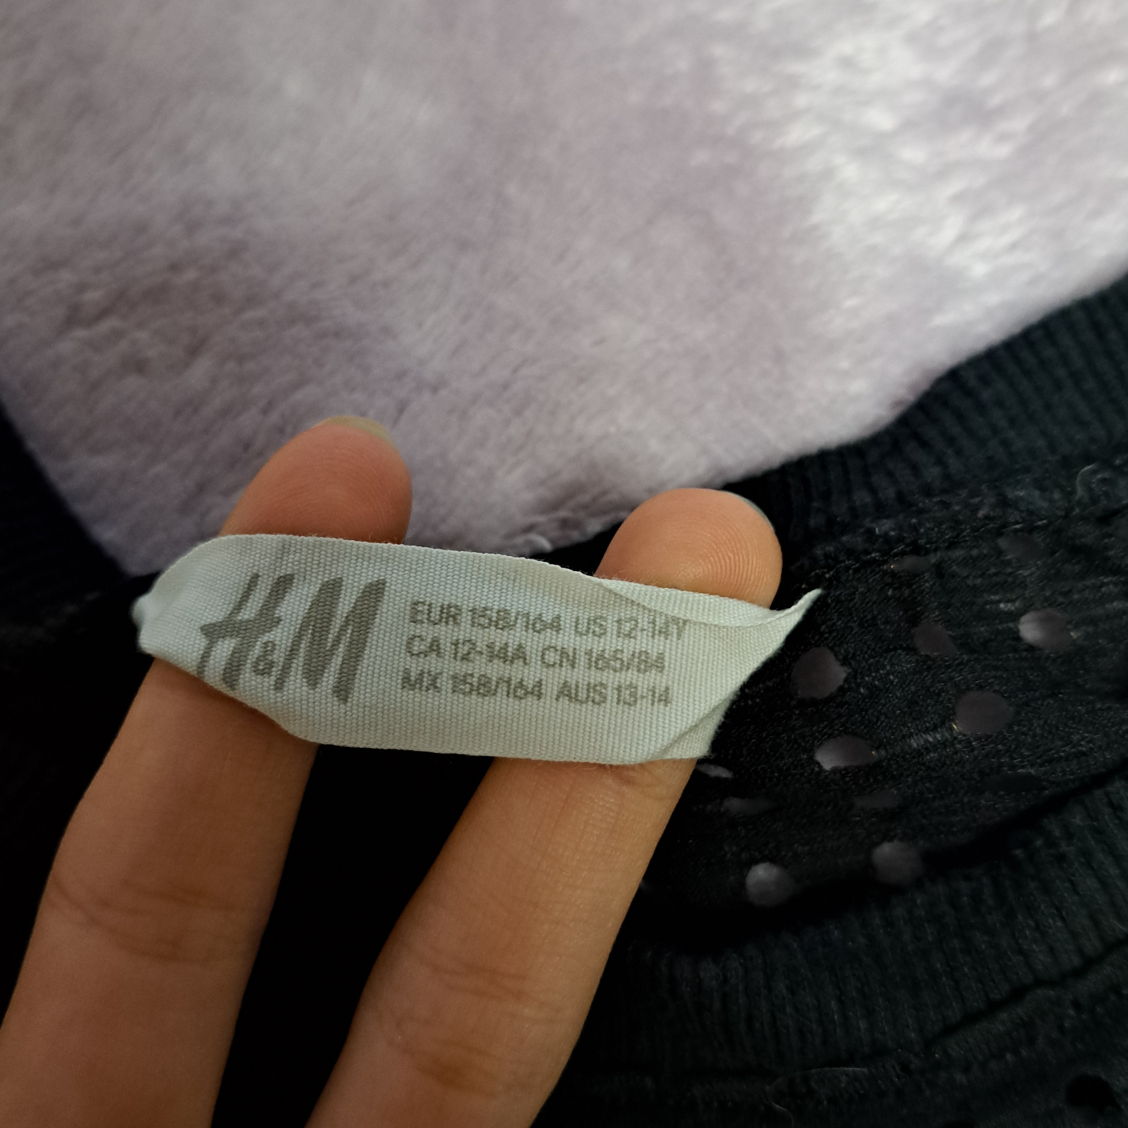 H&M
EUR 158/164 US 12-14Y
CA 12-14A CN 165/84
MX 158/164 AUS 13-14